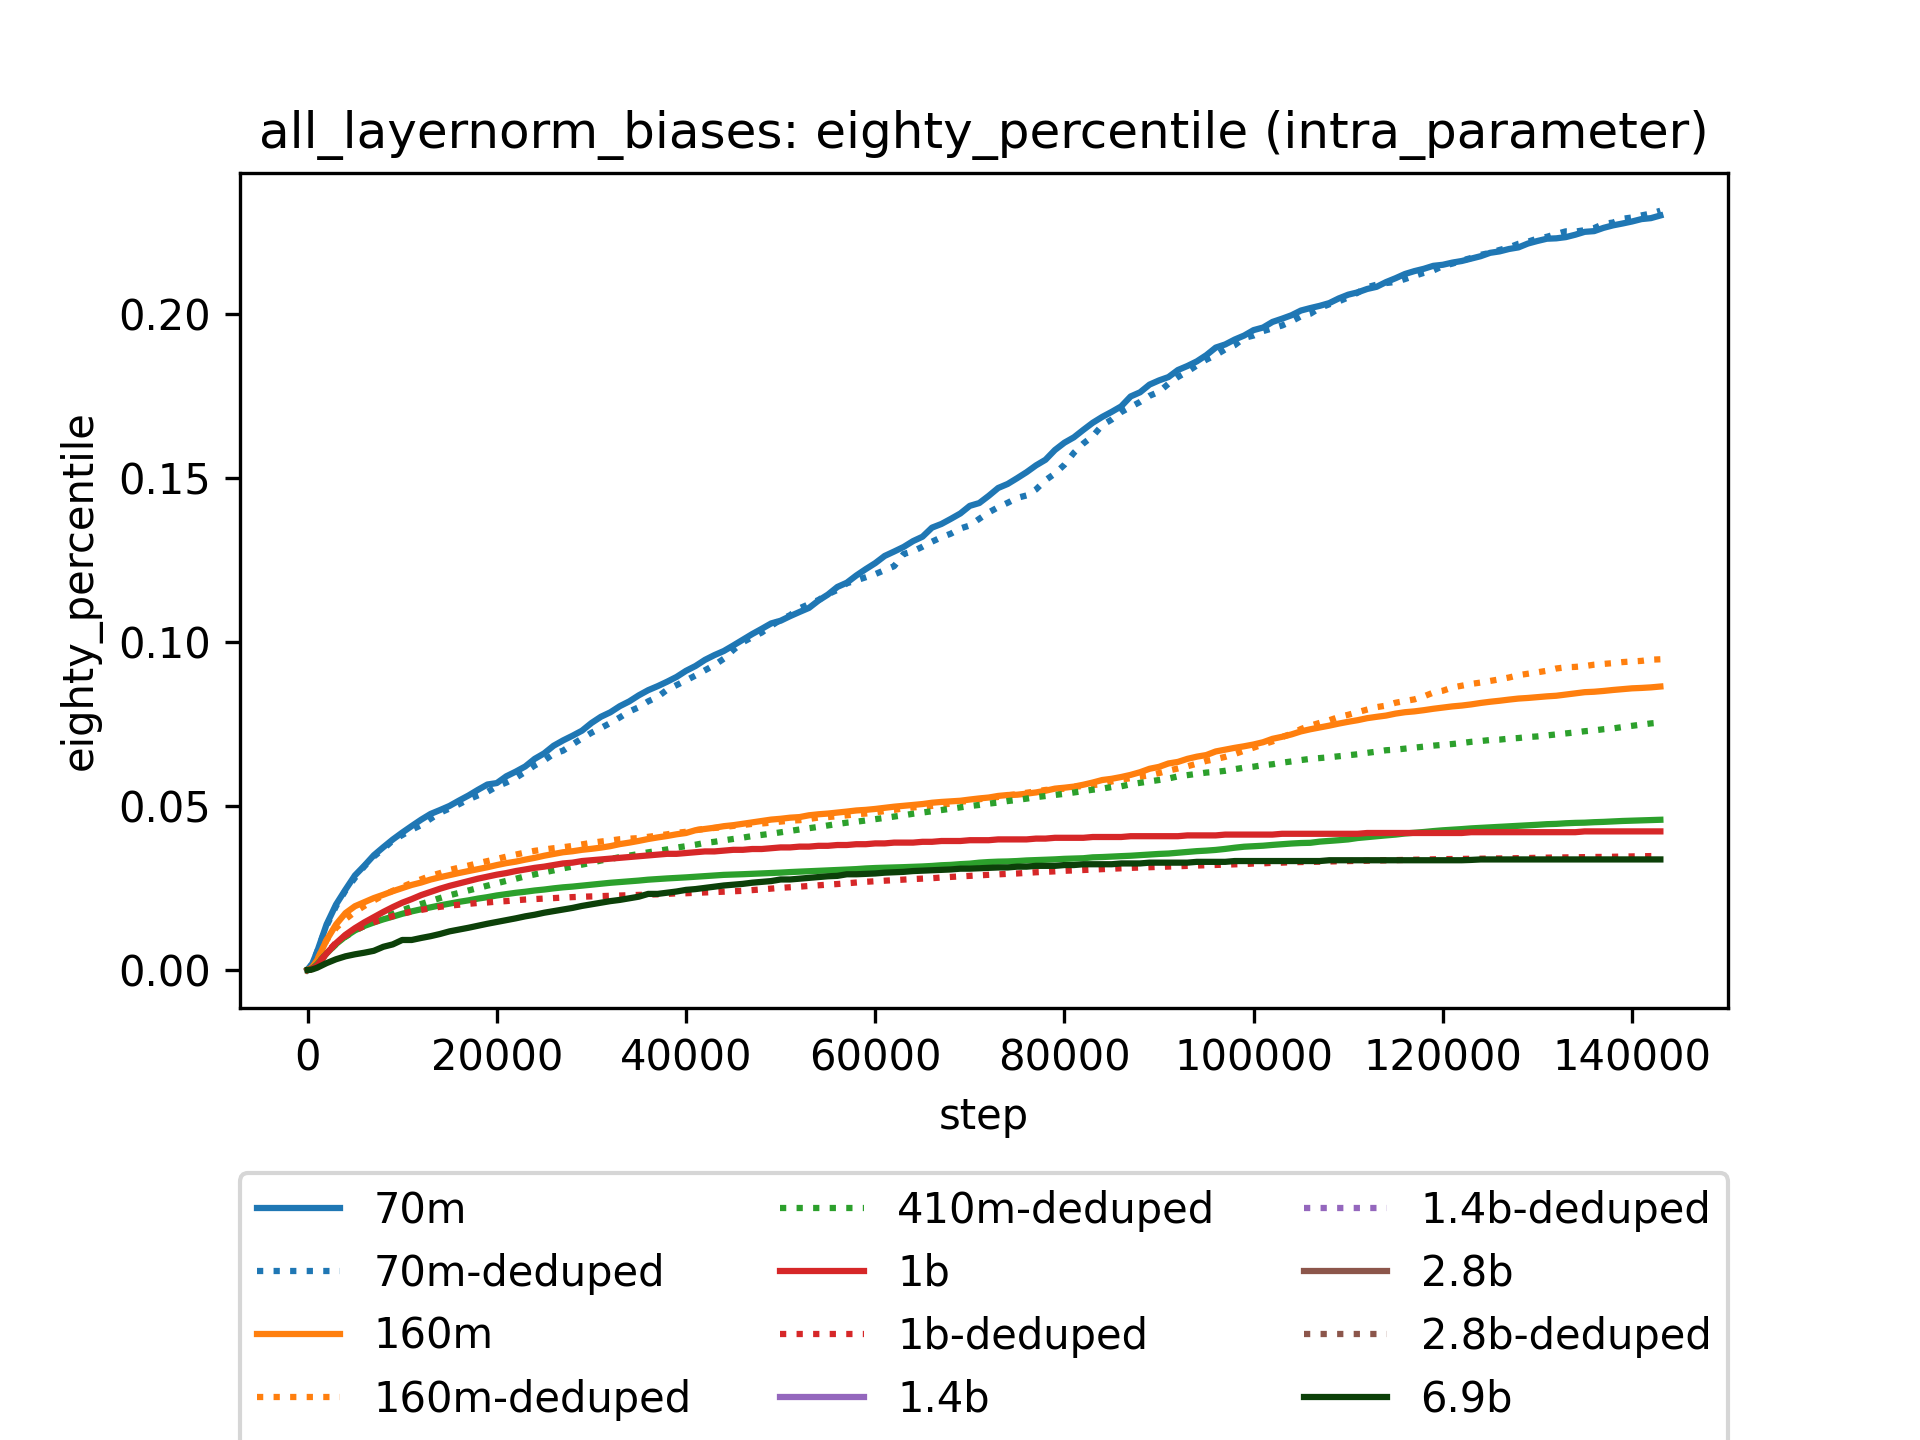 all_layernorm_biases: eighty_percentile (intra_parameter)
eighty_percentile
0.20
0.15
0.10
0.05
0.00
0 20000 40000 60000 80000 100000 120000 140000
step
70m 410m-deduped 1.4b-deduped
70m-deduped 1b 2.8b
160m 1b-deduped 2.8b-deduped
160m-deduped 1.4b 6.9b